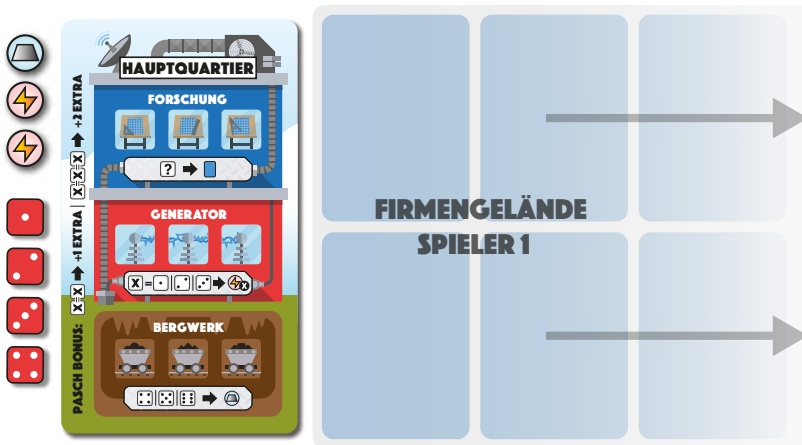 HAUPTQUARTIER
FORSCHUNG
?
GENERATOR
X =
X
BERGWERK
PASCH BONUS: X X +1 EXTRA | X X X +2 EXTRA
FIRMENGELÄNDE
SPIELER 1